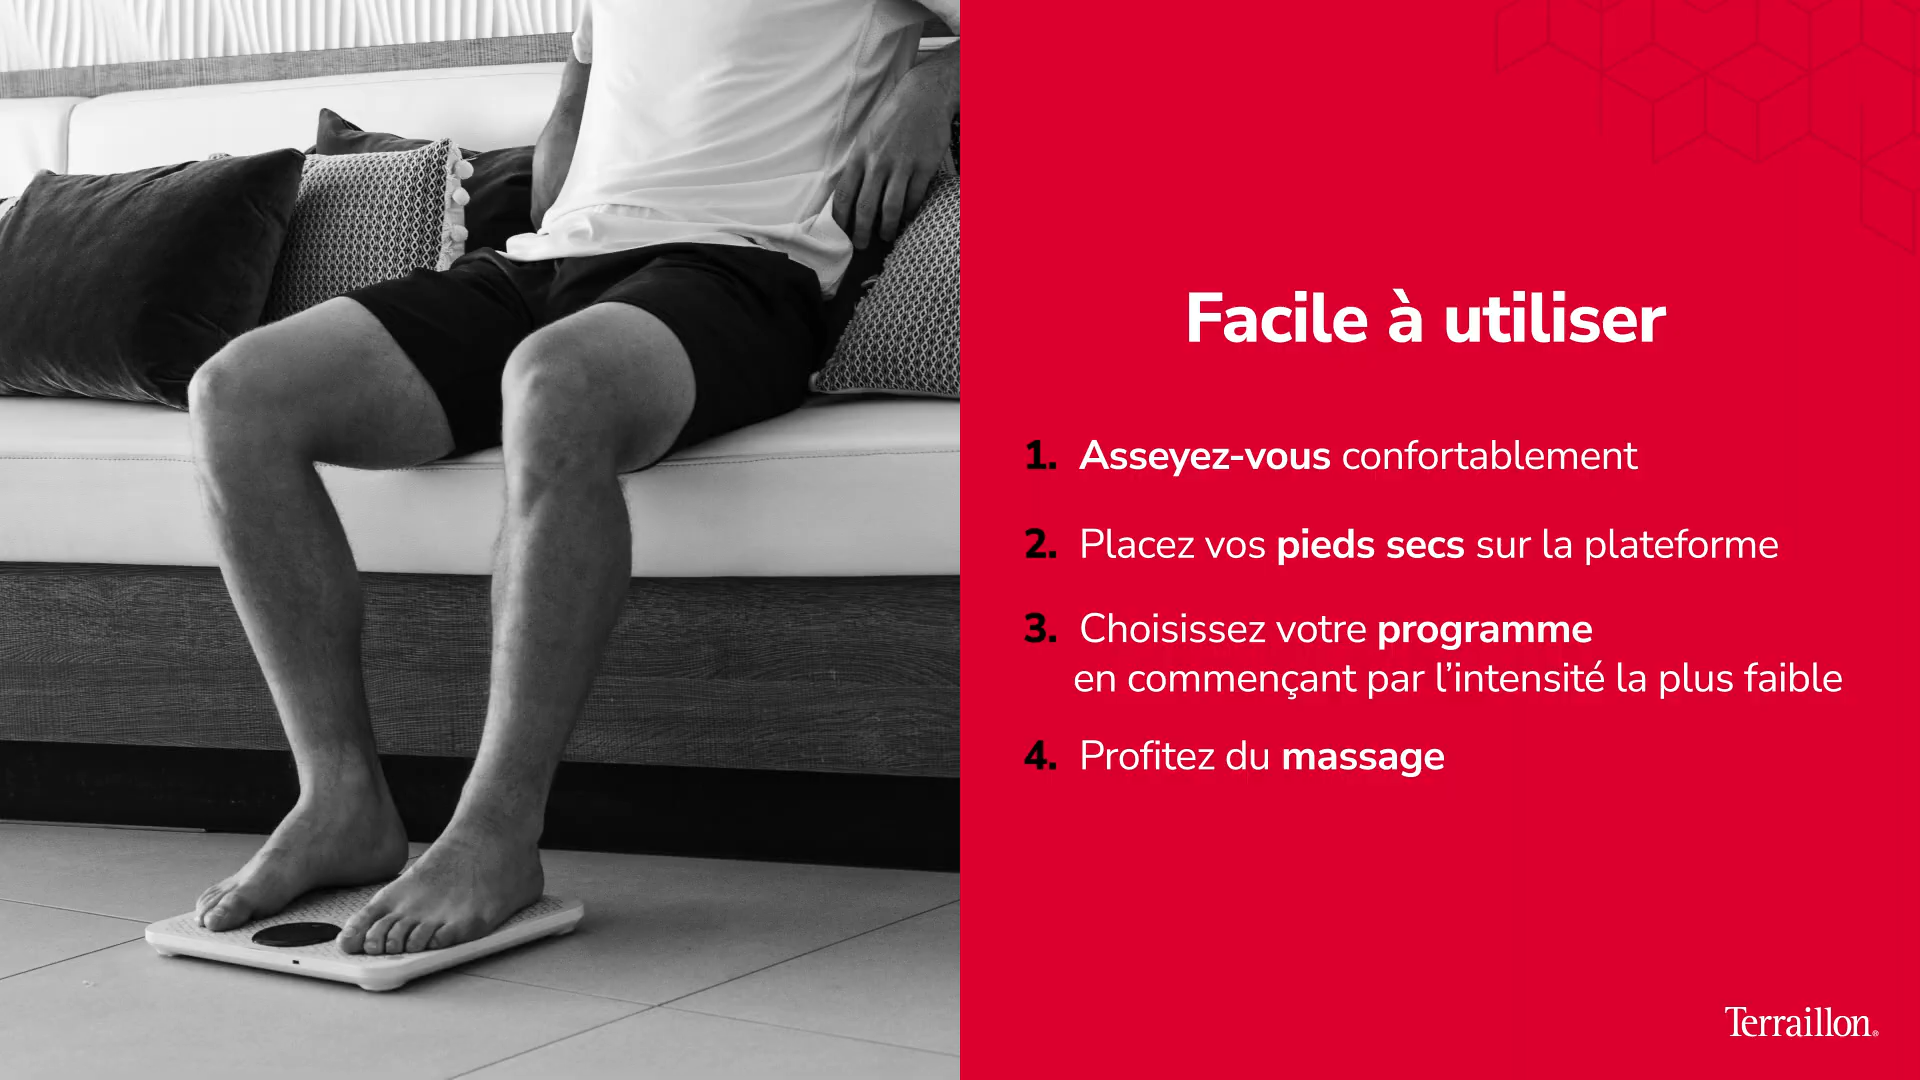 Facile à utiliser
1. Asseyez-vous confortablement
2. Placez vos pieds secs sur la plateforme
3. Choisissez votre programme
en commençant par l’intensité la plus faible
4. Profitez du massage
Terraillon®